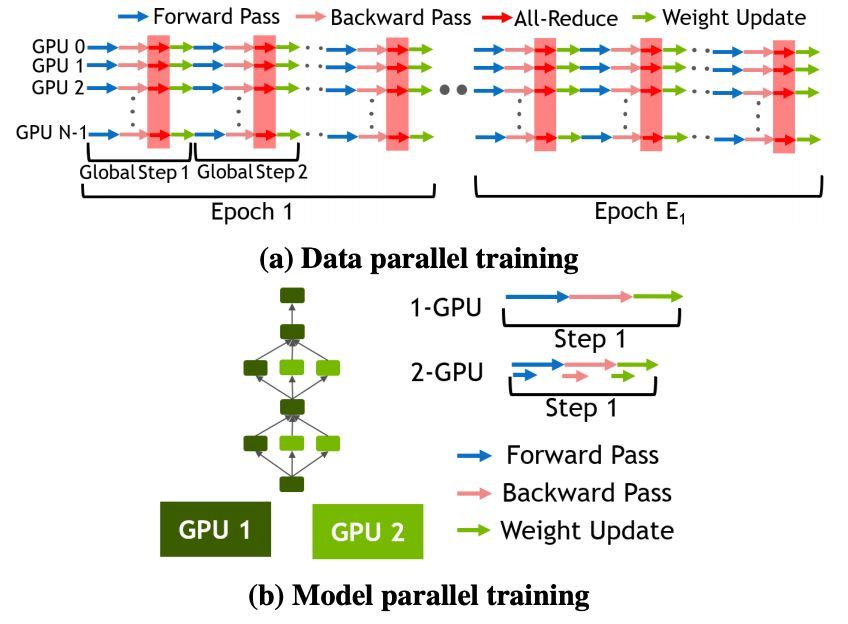 Forward Pass Backward Pass All-Reduce Weight Update
GPU 0
GPU 1
GPU 2
GPU N-1
Global Step 1 Global Step 2
Epoch 1 Epoch E₁
(a) Data parallel training
1-GPU
Step 1
2-GPU
Step 1
Forward Pass
Backward Pass
Weight Update
GPU 1 GPU 2
(b) Model parallel training